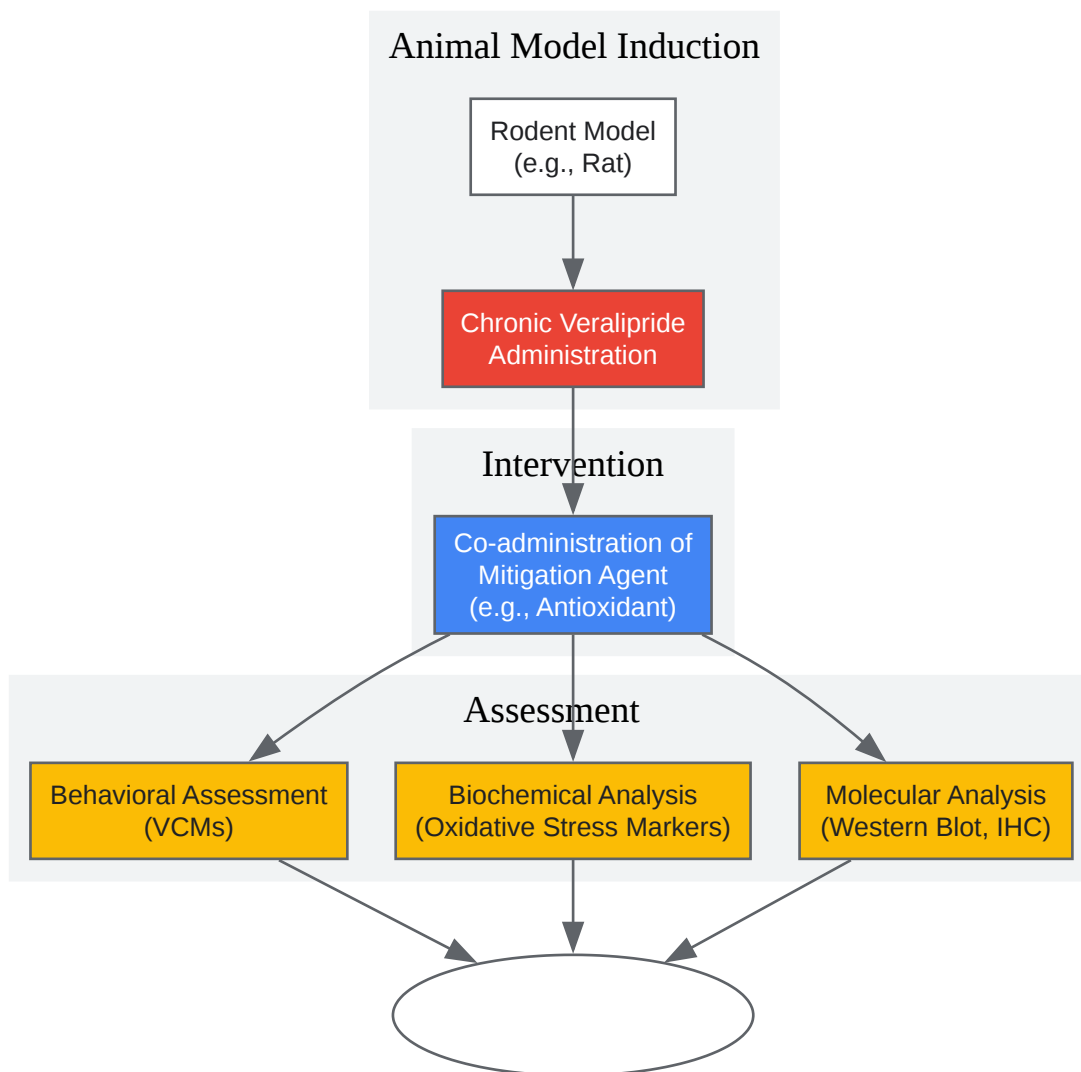 Animal Model Induction
Rodent Model
(e.g., Rat)
Chronic Veralipride
Administration
Intervention
Co-administration of
Mitigation Agent
(e.g., Antioxidant)
Assessment
Behavioral Assessment
(VCMs)
Biochemical Analysis
(Oxidative Stress Markers)
Molecular Analysis
(Western Blot, IHC)